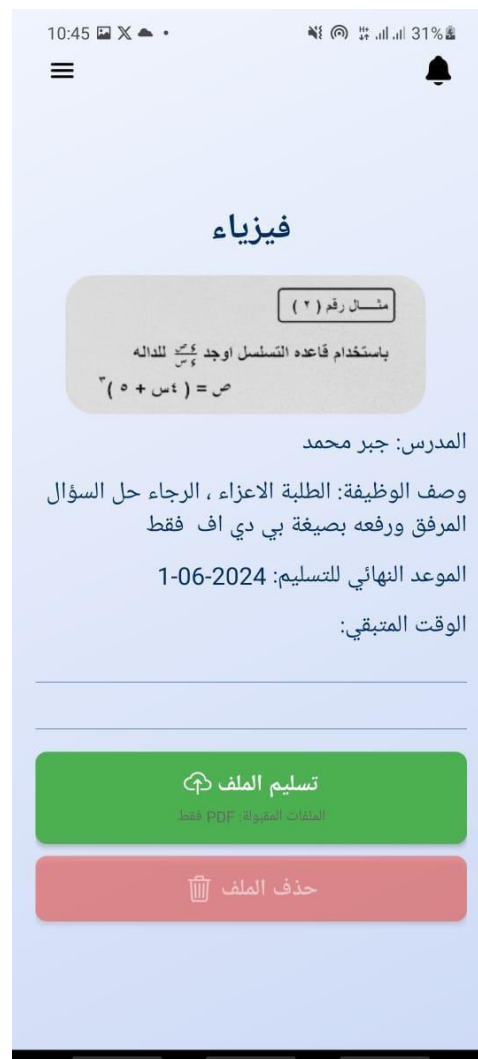 10:45
31%
فيزياء
مثـــال رقم ( ٢ )
باستخدام قاعده التسلسل اوجد ءص/ءس للداله
ص = ( ٤س + ٥ )٣
المدرس: جبر محمد
وصف الوظيفة: الطلبة الاعزاء ، الرجاء حل السؤال
المرفق ورفعه بصيغة بي دي اف فقط
الموعد النهائي للتسليم: 2024-06-1
الوقت المتبقي:
تسليم الملف
الملفات المقبولة: PDF فقط
حذف الملف